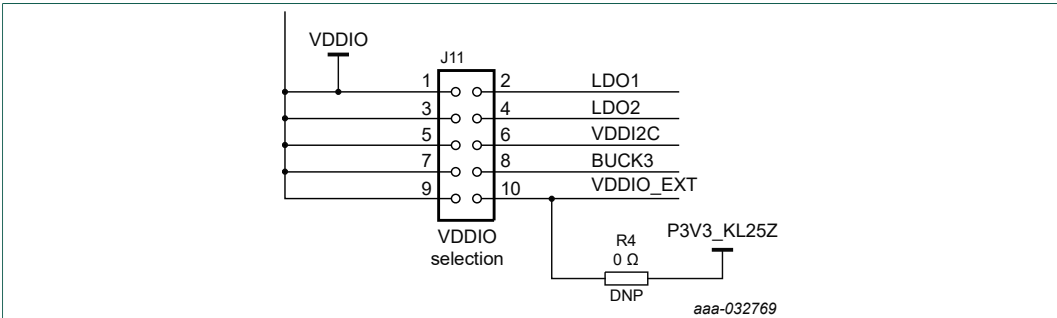 VDDIO
J11
1 2 LDO1
3 4 LDO2
5 6 VDDI2C
7 8 BUCK3
9 10 VDDIO_EXT
VDDIO
selection
P3V3_KL25Z
R4
0 Ω
DNP
aaa-032769